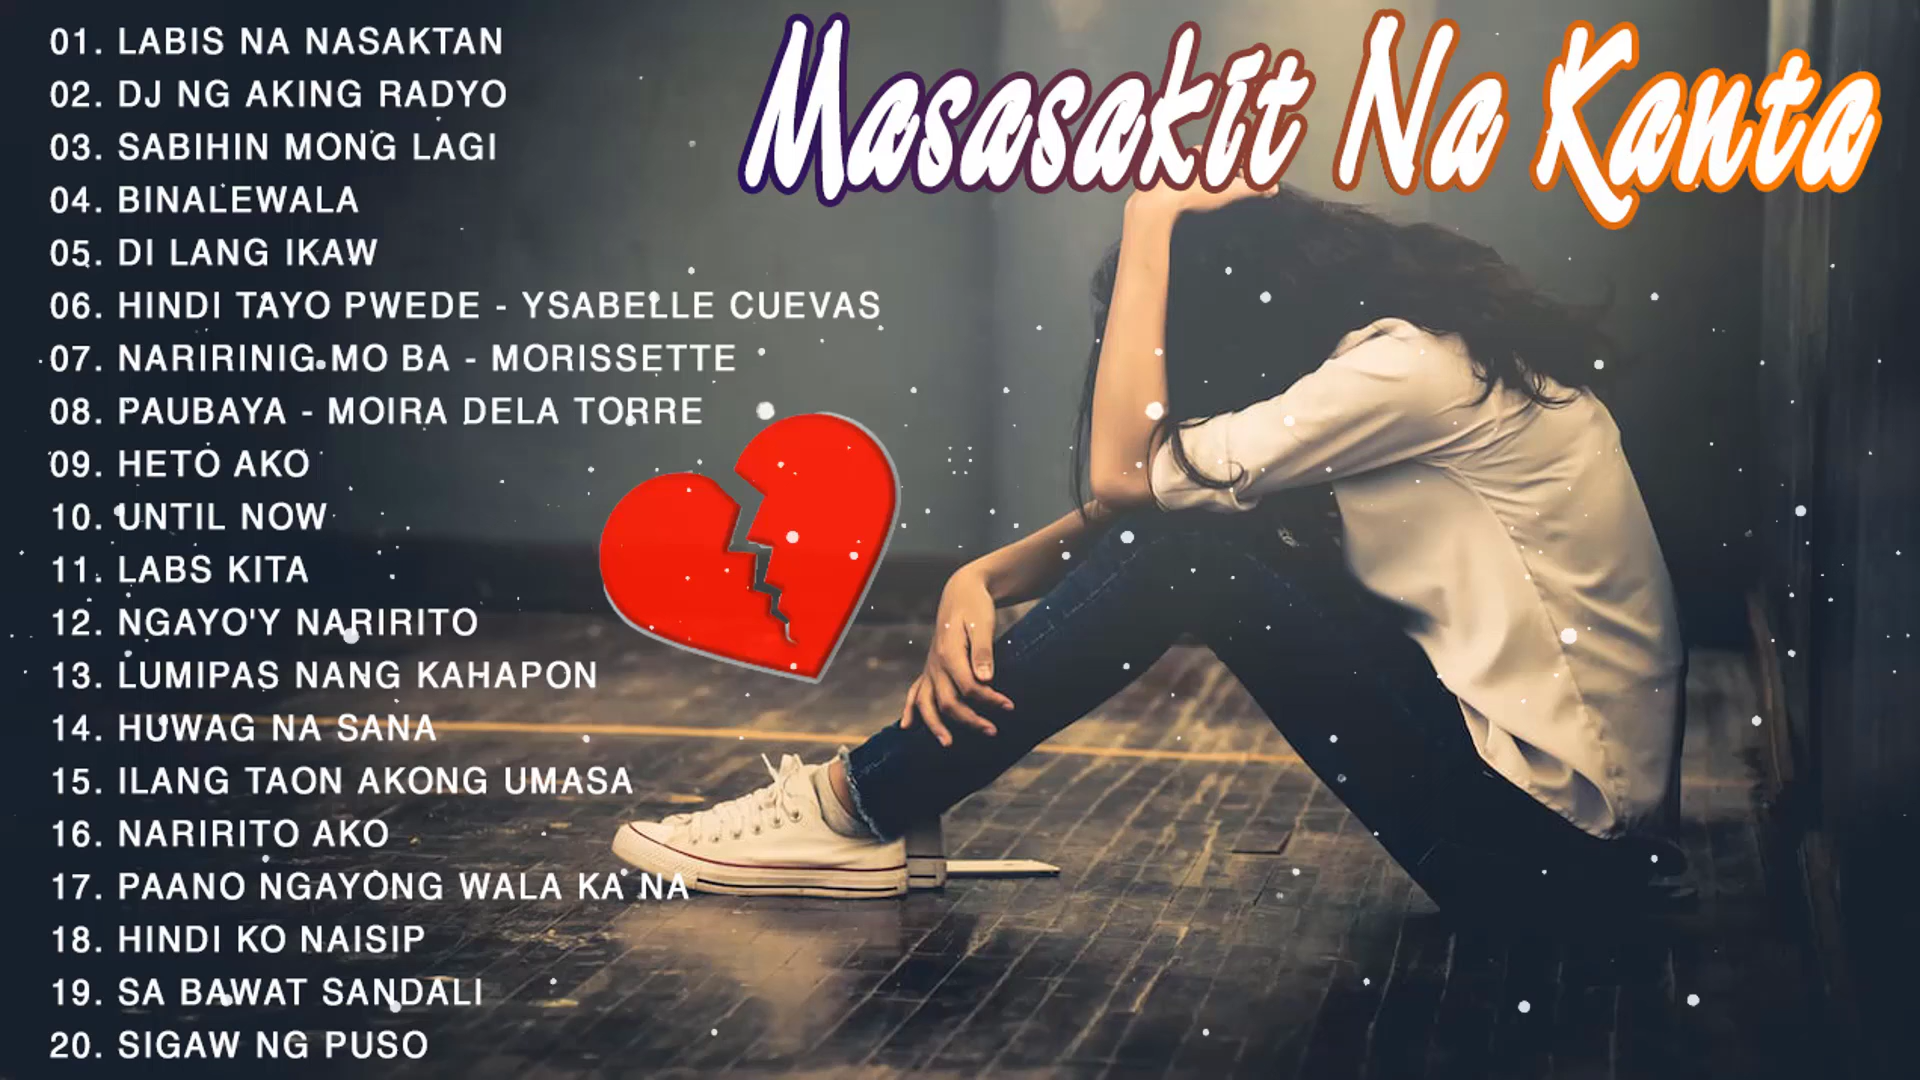 Masasakit Na Kanta
01. LABIS NA NASAKTAN
02. DJ NG AKING RADYO
03. SABIHIN MONG LAGI
04. BINALEWALA
05. DI LANG IKAW
06. HINDI TAYO PWEDE - YSABELLE CUEVAS
07. NARIRINIG MO BA - MORISSETTE
08. PAUBAYA - MOIRA DELA TORRE
09. HETO AKO
10. UNTIL NOW
11. LABS KITA
12. NGAYO'Y NARIRITO
13. LUMIPAS NANG KAHAPON
14. HUWAG NA SANA
15. ILANG TAON AKONG UMASA
16. NARIRITO AKO
17. PAANO NGAYONG WALA KA NA
18. HINDI KO NAISIP
19. SA BAWAT SANDALI
20. SIGAW NG PUSO